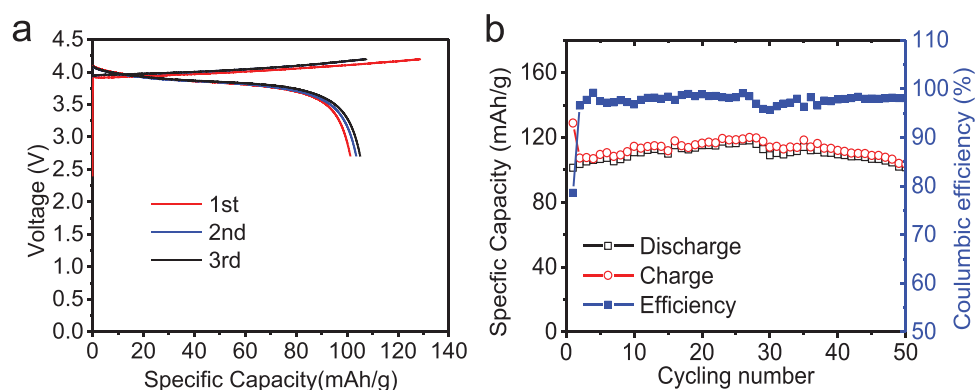 a
4.5
4.0
3.5
3.0
2.5
2.0
1.5
1.0
0.5
0.0
Voltage (V)
1st
2nd
3rd
0 20 40 60 80 100 120 140
Specific Capacity(mAh/g)
b
160
120
80
40
0
Specfic Capacity (mAh/g)
110
100
90
80
70
60
50
Coulumbic efficiency (%)
Discharge
Charge
Efficiency
0 10 20 30 40 50
Cycling number